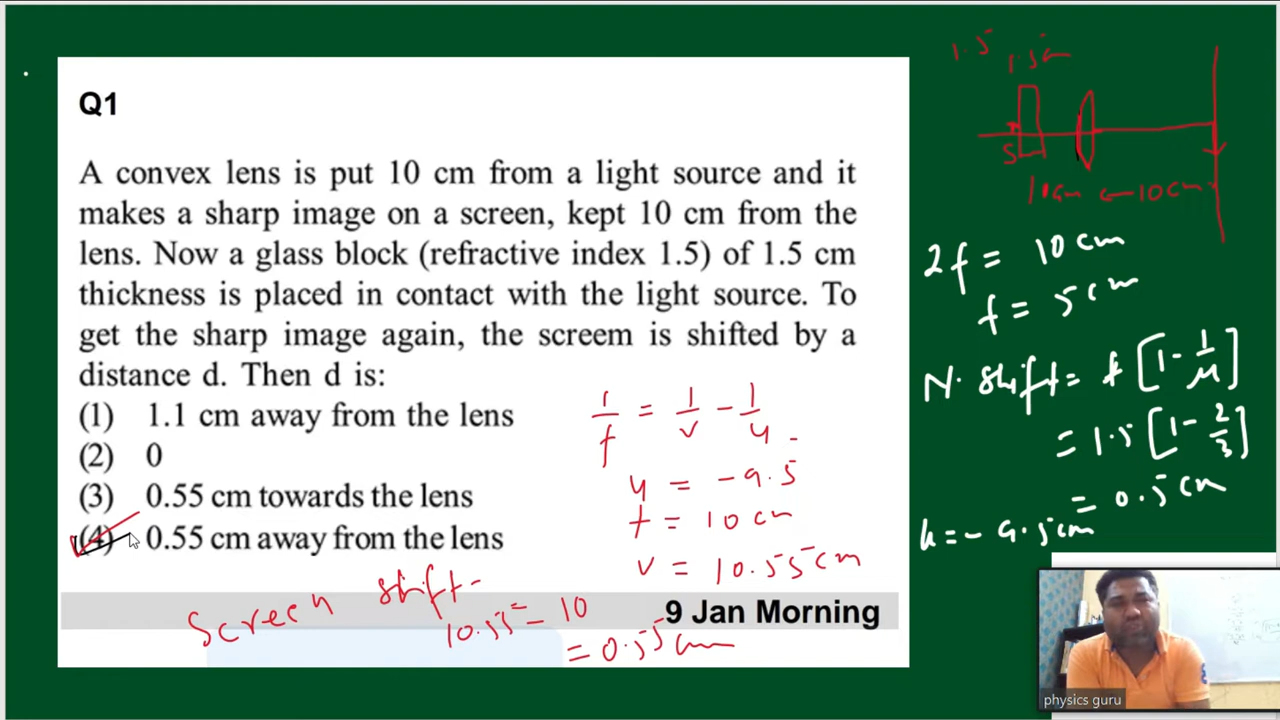 Q1
A convex lens is put 10 cm from a light source and it
makes a sharp image on a screen, kept 10 cm from the
lens. Now a glass block (refractive index 1.5) of 1.5 cm
thickness is placed in contact with the light source. To
get the sharp image again, the screem is shifted by a
distance d. Then d is:
(1) 1.1 cm away from the lens
(2) 0
(3) 0.55 cm towards the lens
(4) 0.55 cm away from the lens
1/f = 1/v - 1/u
u = -9.5
f = 10 cm
v = 10.55 cm
Screen shift-
10.55 - 10
= 0.55 cm
9 Jan Morning
1.5 1.5cm
S
10cm 10cm
2f = 10 cm
f = 5 cm
N. shift = t [1 - 1/μ]
= 1.5 [1 - 2/3]
= 0.5 cm
u = - 9.5 cm
physics guru